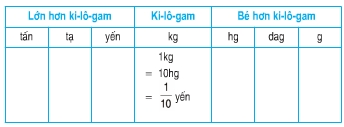 Lớn hơn ki-lô-gam Ki-lô-gam Bé hơn ki-lô-gam
tấn tạ yến kg hg dag g
1kg
= 10hg
= 1/10 yến